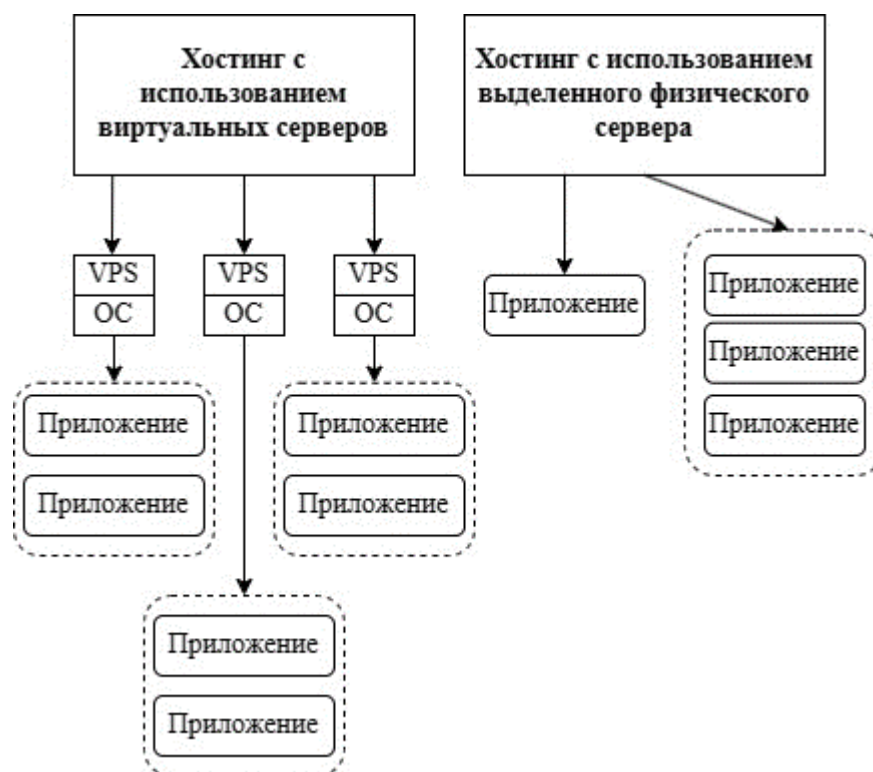 Хостинг с
использованием
виртуальных серверов
Хостинг с использованием
выделенного физического
сервера
VPS
ОС
VPS
ОС
VPS
ОС
Приложение
Приложение
Приложение
Приложение
Приложение
Приложение
Приложение
Приложение
Приложение
Приложение